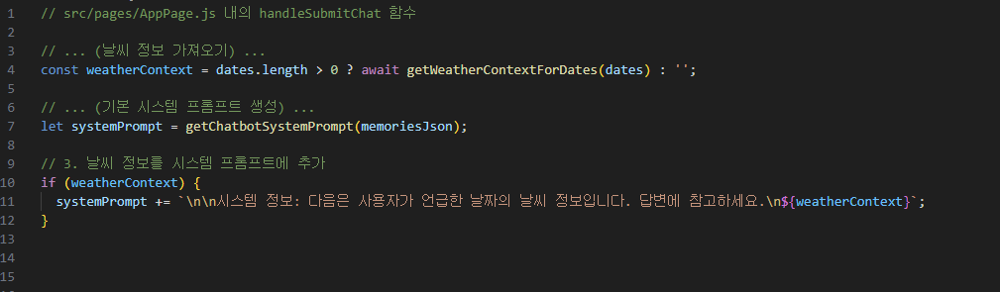 1 // src/pages/AppPage.js 내의 handleSubmitChat 함수
2
3 // ... (날씨 정보 가져오기) ...
4 const weatherContext = dates.length > 0 ? await getWeatherContextForDates(dates) : '';
5
6 // ... (기본 시스템 프롬프트 생성) ...
7 let systemPrompt = getChatbotSystemPrompt(memoriesJson);
8
9 // 3. 날씨 정보를 시스템 프롬프트에 추가
10 if (weatherContext) {
11 systemPrompt += `\n\n시스템 정보: 다음은 사용자가 언급한 날짜의 날씨 정보입니다. 답변에 참고하세요.\n${weatherContext}`;
12 }
13
14
15